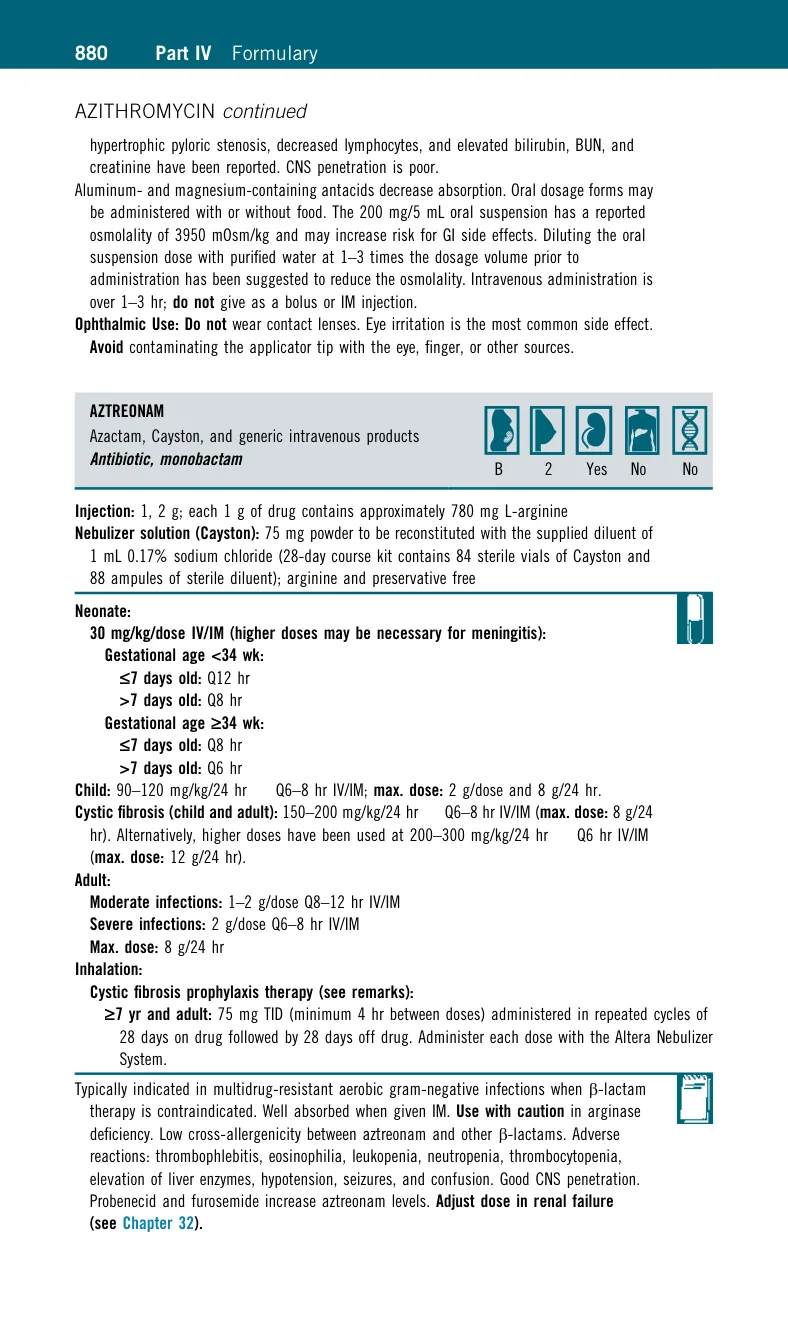 880 Part IV Formulary
AZITHROMYCIN continued
hypertrophic pyloric stenosis, decreased lymphocytes, and elevated bilirubin, BUN, and
creatinine have been reported. CNS penetration is poor.
Aluminum- and magnesium-containing antacids decrease absorption. Oral dosage forms may
be administered with or without food. The 200 mg/5 mL oral suspension has a reported
osmolality of 3950 mOsm/kg and may increase risk for GI side effects. Diluting the oral
suspension dose with purified water at 1–3 times the dosage volume prior to
administration has been suggested to reduce the osmolality. Intravenous administration is
over 1–3 hr; do not give as a bolus or IM injection.
Ophthalmic Use: Do not wear contact lenses. Eye irritation is the most common side effect.
Avoid contaminating the applicator tip with the eye, finger, or other sources.
AZTREONAM
Azactam, Cayston, and generic intravenous products
Antibiotic, monobactam
B 2 Yes No No
Injection: 1, 2 g; each 1 g of drug contains approximately 780 mg L-arginine
Nebulizer solution (Cayston): 75 mg powder to be reconstituted with the supplied diluent of
1 mL 0.17% sodium chloride (28-day course kit contains 84 sterile vials of Cayston and
88 ampules of sterile diluent); arginine and preservative free
Neonate:
30 mg/kg/dose IV/IM (higher doses may be necessary for meningitis):
Gestational age <34 wk:
≤7 days old: Q12 hr
>7 days old: Q8 hr
Gestational age ≥34 wk:
≤7 days old: Q8 hr
>7 days old: Q6 hr
Child: 90–120 mg/kg/24 hr Q6–8 hr IV/IM; max. dose: 2 g/dose and 8 g/24 hr.
Cystic fibrosis (child and adult): 150–200 mg/kg/24 hr Q6–8 hr IV/IM (max. dose: 8 g/24
hr). Alternatively, higher doses have been used at 200–300 mg/kg/24 hr Q6 hr IV/IM
(max. dose: 12 g/24 hr).
Adult:
Moderate infections: 1–2 g/dose Q8–12 hr IV/IM
Severe infections: 2 g/dose Q6–8 hr IV/IM
Max. dose: 8 g/24 hr
Inhalation:
Cystic fibrosis prophylaxis therapy (see remarks):
≥7 yr and adult: 75 mg TID (minimum 4 hr between doses) administered in repeated cycles of
28 days on drug followed by 28 days off drug. Administer each dose with the Altera Nebulizer
System.
Typically indicated in multidrug-resistant aerobic gram-negative infections when β-lactam
therapy is contraindicated. Well absorbed when given IM. Use with caution in arginase
deficiency. Low cross-allergenicity between aztreonam and other β-lactams. Adverse
reactions: thrombophlebitis, eosinophilia, leukopenia, neutropenia, thrombocytopenia,
elevation of liver enzymes, hypotension, seizures, and confusion. Good CNS penetration.
Probenecid and furosemide increase aztreonam levels. Adjust dose in renal failure
(see Chapter 32).